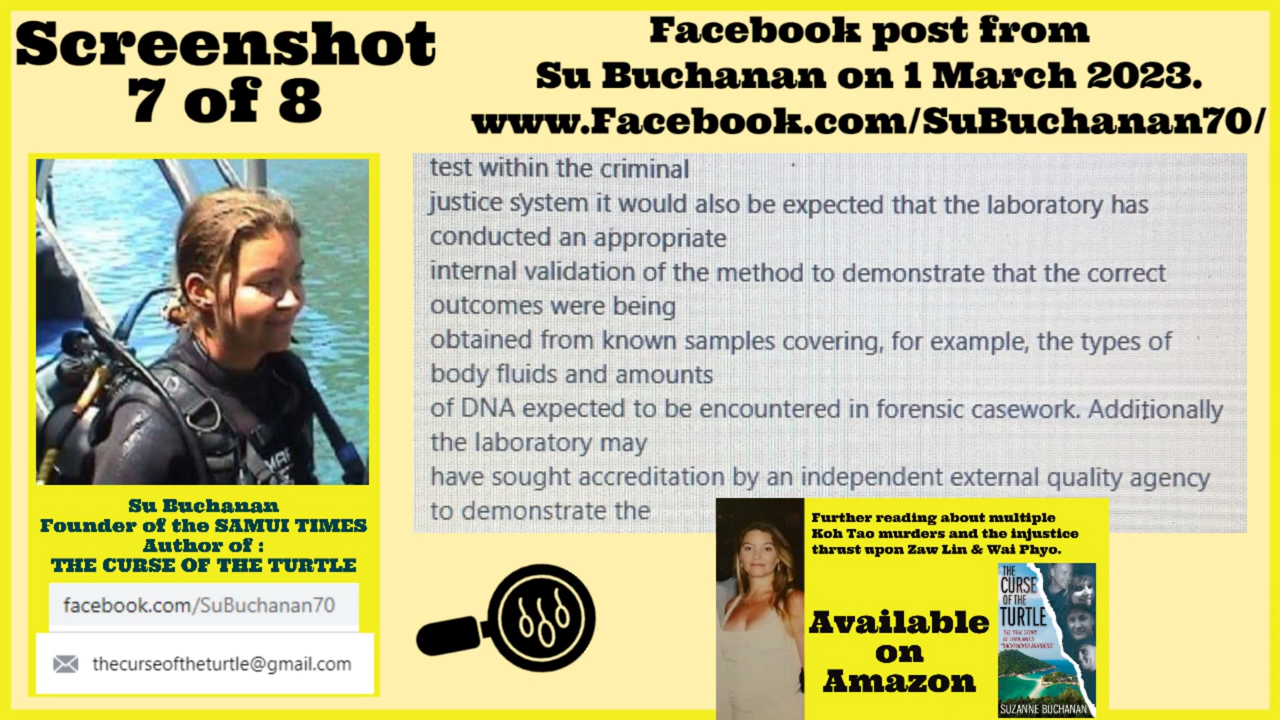 Screenshot
7 of 8
Facebook post from
Su Buchanan on 1 March 2023.
www.Facebook.com/SuBuchanan70/
test within the criminal
justice system it would also be expected that the laboratory has
conducted an appropriate
internal validation of the method to demonstrate that the correct
outcomes were being
obtained from known samples covering, for example, the types of
body fluids and amounts
of DNA expected to be encountered in forensic casework. Additionally
the laboratory may
have sought accreditation by an independent external quality agency
to demonstrate the
Su Buchanan
Founder of the SAMUI TIMES
Author of :
THE CURSE OF THE TURTLE
facebook.com/SuBuchanan70
thecurseoftheturtle@gmail.com
Further reading about multiple
Koh Tao murders and the injustice
thrust upon Zaw Lin & Wai Phyo.
Available
on
Amazon
THE
CURSE
OF THE
TURTLE
THE TRUE STORY
OF THAILAND'S
"BACKPACKER MURDERS"
SUZANNE BUCHANAN